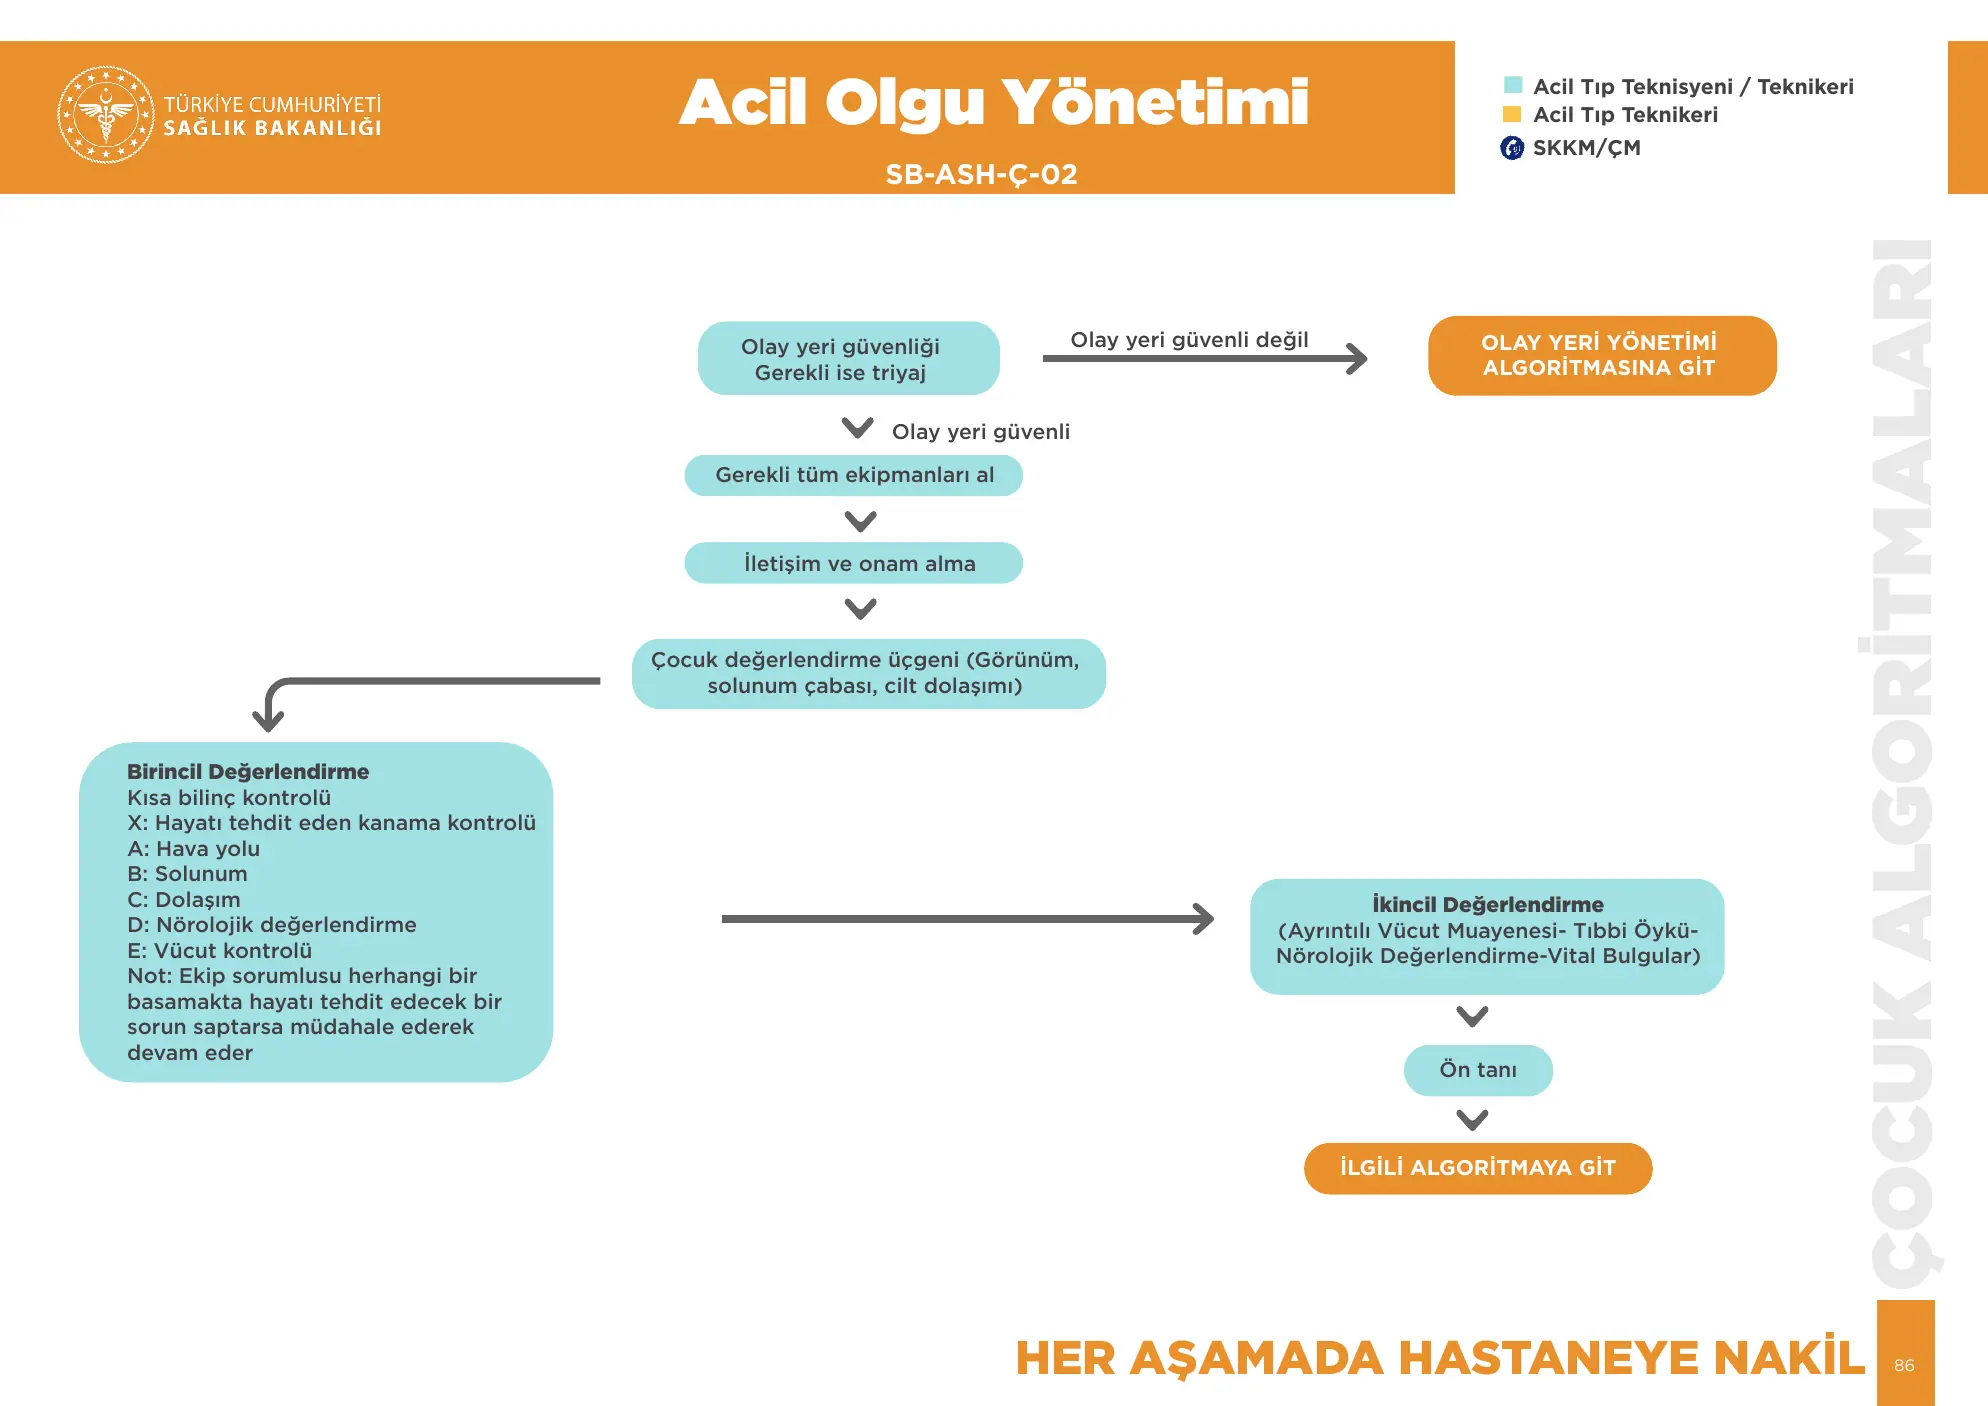 TÜRKİYE CUMHURİYETİ
SAĞLIK BAKANLIĞI
Acil Olgu Yönetimi
SB-ASH-Ç-02
Acil Tıp Teknisyeni / Teknikeri
Acil Tıp Teknikeri
SKKM/ÇM
Olay yeri güvenliği
Gerekli ise triyaj
Olay yeri güvenli değil
OLAY YERİ YÖNETİMİ
ALGORİTMASINA GİT
Olay yeri güvenli
Gerekli tüm ekipmanları al
İletişim ve onam alma
Çocuk değerlendirme üçgeni (Görünüm,
solunum çabası, cilt dolaşımı)
Birincil Değerlendirme
Kısa bilinç kontrolü
X: Hayatı tehdit eden kanama kontrolü
A: Hava yolu
B: Solunum
C: Dolaşım
D: Nörolojik değerlendirme
E: Vücut kontrolü
Not: Ekip sorumlusu herhangi bir
basamakta hayatı tehdit edecek bir
sorun saptarsa müdahale ederek
devam eder
İkincil Değerlendirme
(Ayrıntılı Vücut Muayenesi- Tıbbi Öykü-
Nörolojik Değerlendirme-Vital Bulgular)
Ön tanı
İLGİLİ ALGORİTMAYA GİT
ÇOCUK ALGORİTMALARI
HER AŞAMADA HASTANEYE NAKİL
86